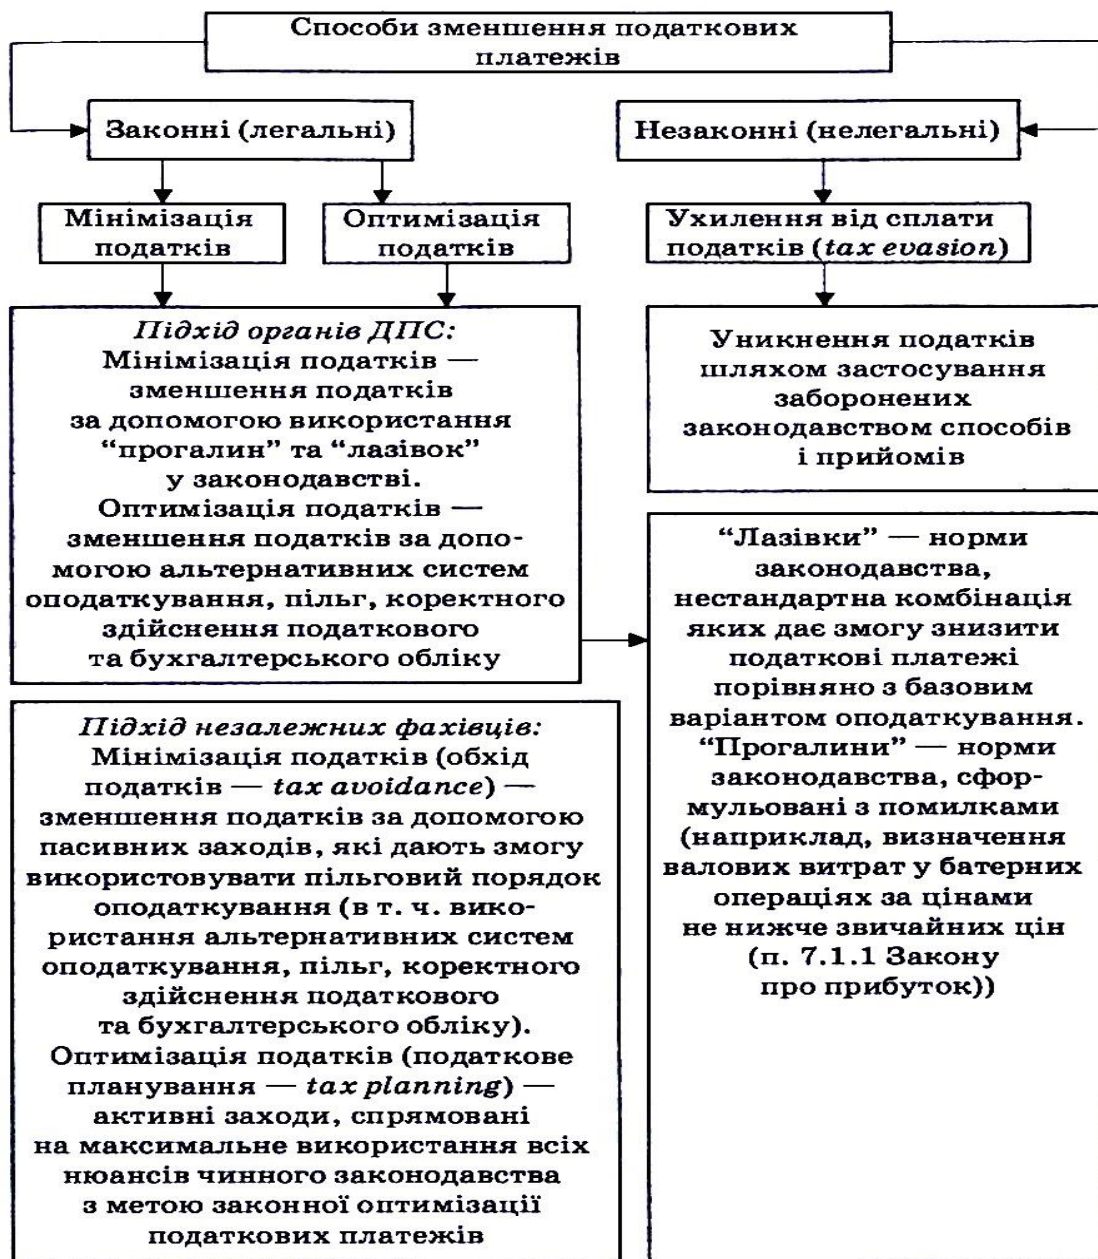 Способи зменшення податкових
платежів
Законні (легальні)
Незаконні (нелегальні)
Мінімізація
податків
Оптимізація
податків
Ухилення від сплати
податків (tax evasion)
Підхід органів ДПС:
Мінімізація податків —
зменшення податків
за допомогою використання
“прогалин” та “лазівок”
у законодавстві.
Оптимізація податків —
зменшення податків за допо-
могою альтернативних систем
оподаткування, пільг, коректного
здійснення податкового
та бухгалтерського обліку
Уникнення податків
шляхом застосування
заборонених
законодавством способів
і прийомів
Підхід незалежних фахівців:
Мінімізація податків (обхід
податків — tax avoidance) —
зменшення податків за допомогою
пасивних заходів, які дають змогу
використовувати пільговий порядок
оподаткування (в т. ч. вико-
ристання альтернативних систем
оподаткування, пільг, коректного
здійснення податкового
та бухгалтерського обліку).
Оптимізація податків (податкове
планування — tax planning) —
активні заходи, спрямовані
на максимальне використання всіх
нюансів чинного законодавства
з метою законної оптимізації
податкових платежів
“Лазівки” — норми
законодавства,
нестандартна комбінація
яких дає змогу знизити
податкові платежі
порівняно з базовим
варіантом оподаткування.
“Прогалини” — норми
законодавства, сфор-
мульовані з помилками
(наприклад, визначення
валових витрат у батерних
операціях за цінами
не нижче звичайних цін
(п. 7.1.1 Закону
про прибуток))